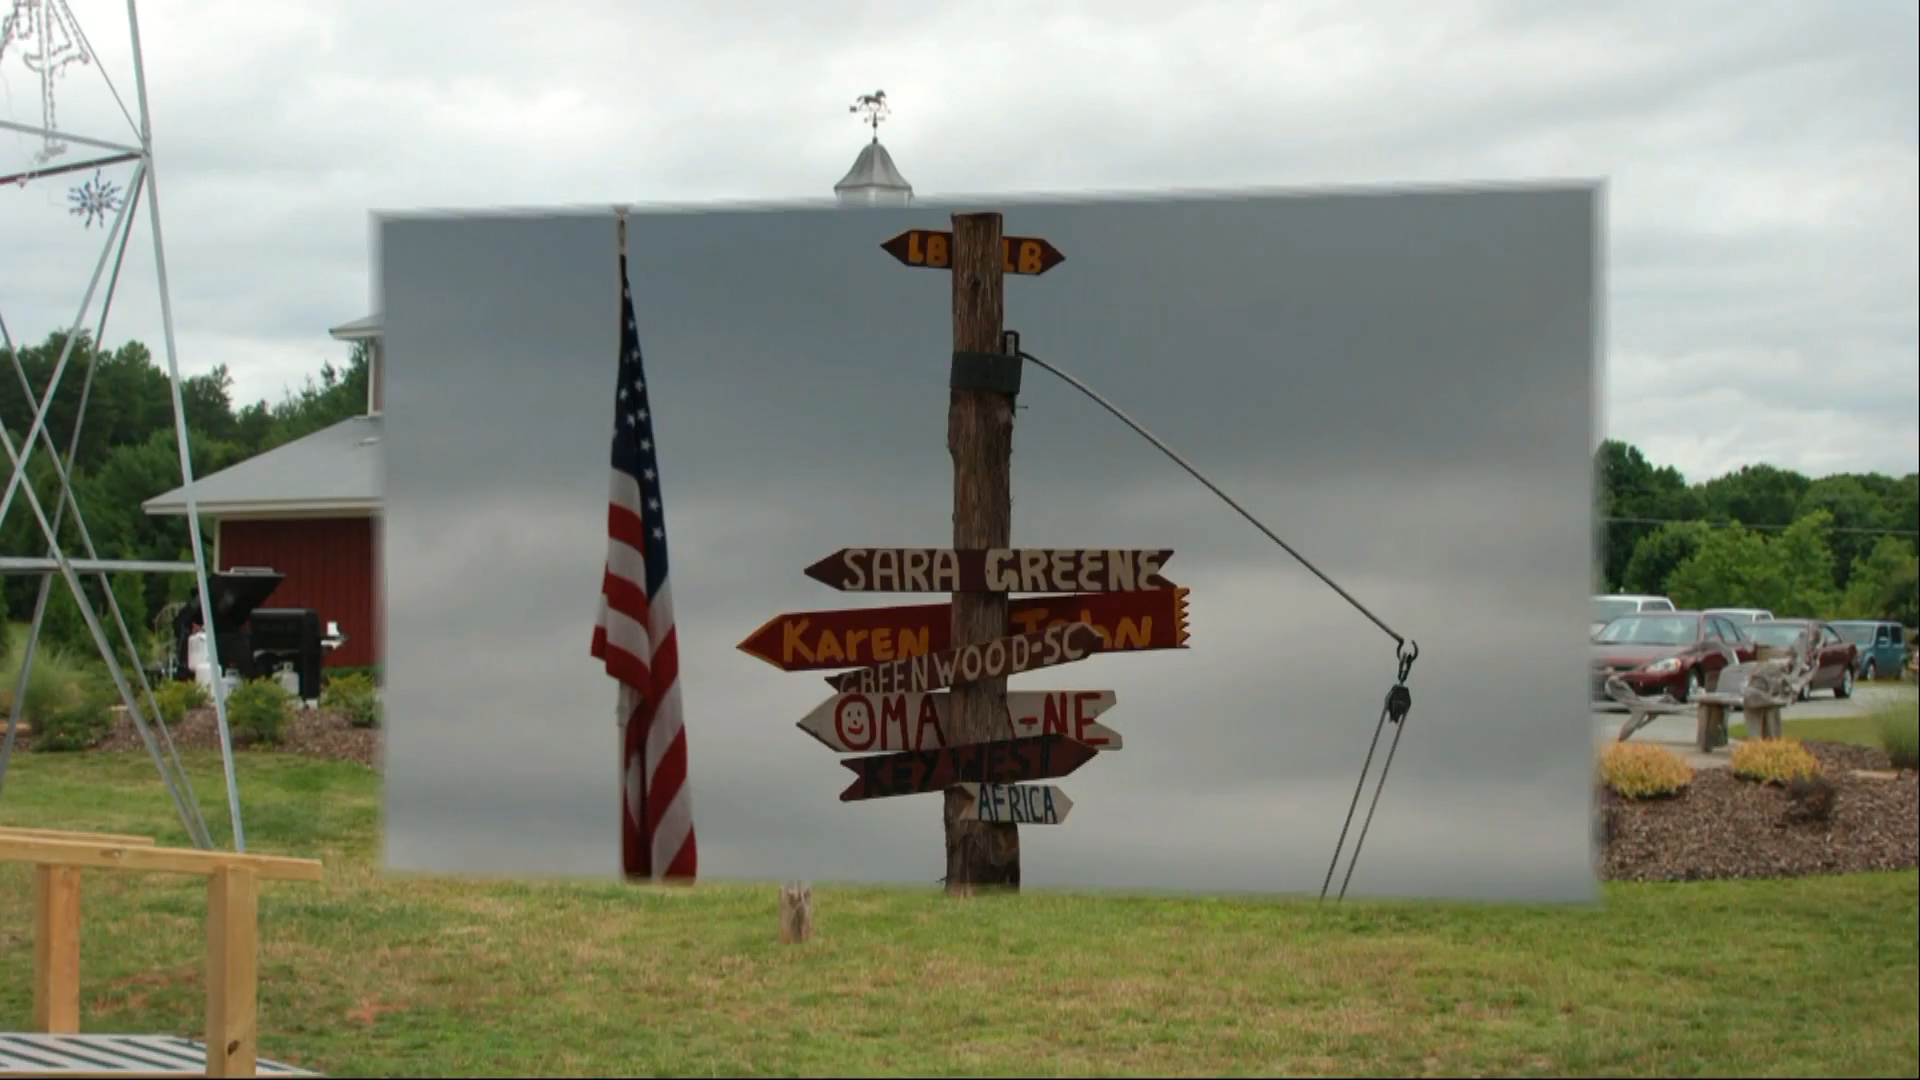 LB LB
SARA GREENE
KAREN John
GREENWOOD-SC
OMA -NE
KEY WEST
AFRICA